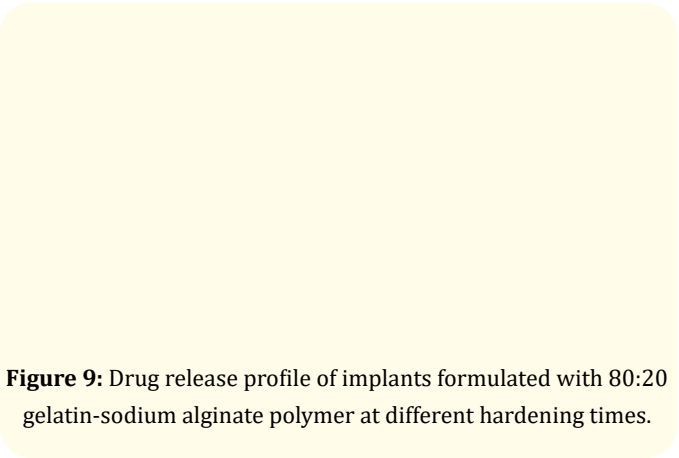 Figure 9: Drug release profile of implants formulated with 80:20
gelatin-sodium alginate polymer at different hardening times.